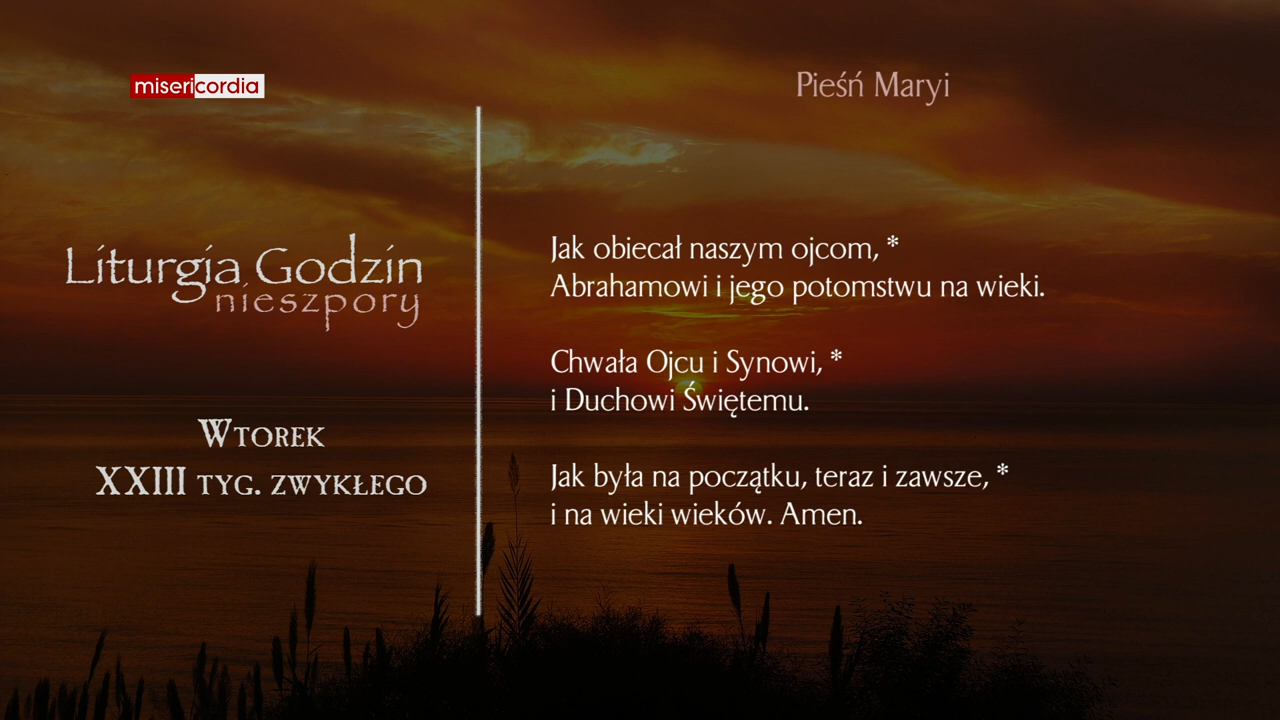 misericordia
Pieśń Maryi
Liturgia Godzin
nieszpory
Wtorek
XXIII tyg. zwykłego
Jak obiecał naszym ojcom, *
Abrahamowi i jego potomstwu na wieki.
Chwała Ojcu i Synowi, *
i Duchowi Świętemu.
Jak była na początku, teraz i zawsze, *
i na wieki wieków. Amen.